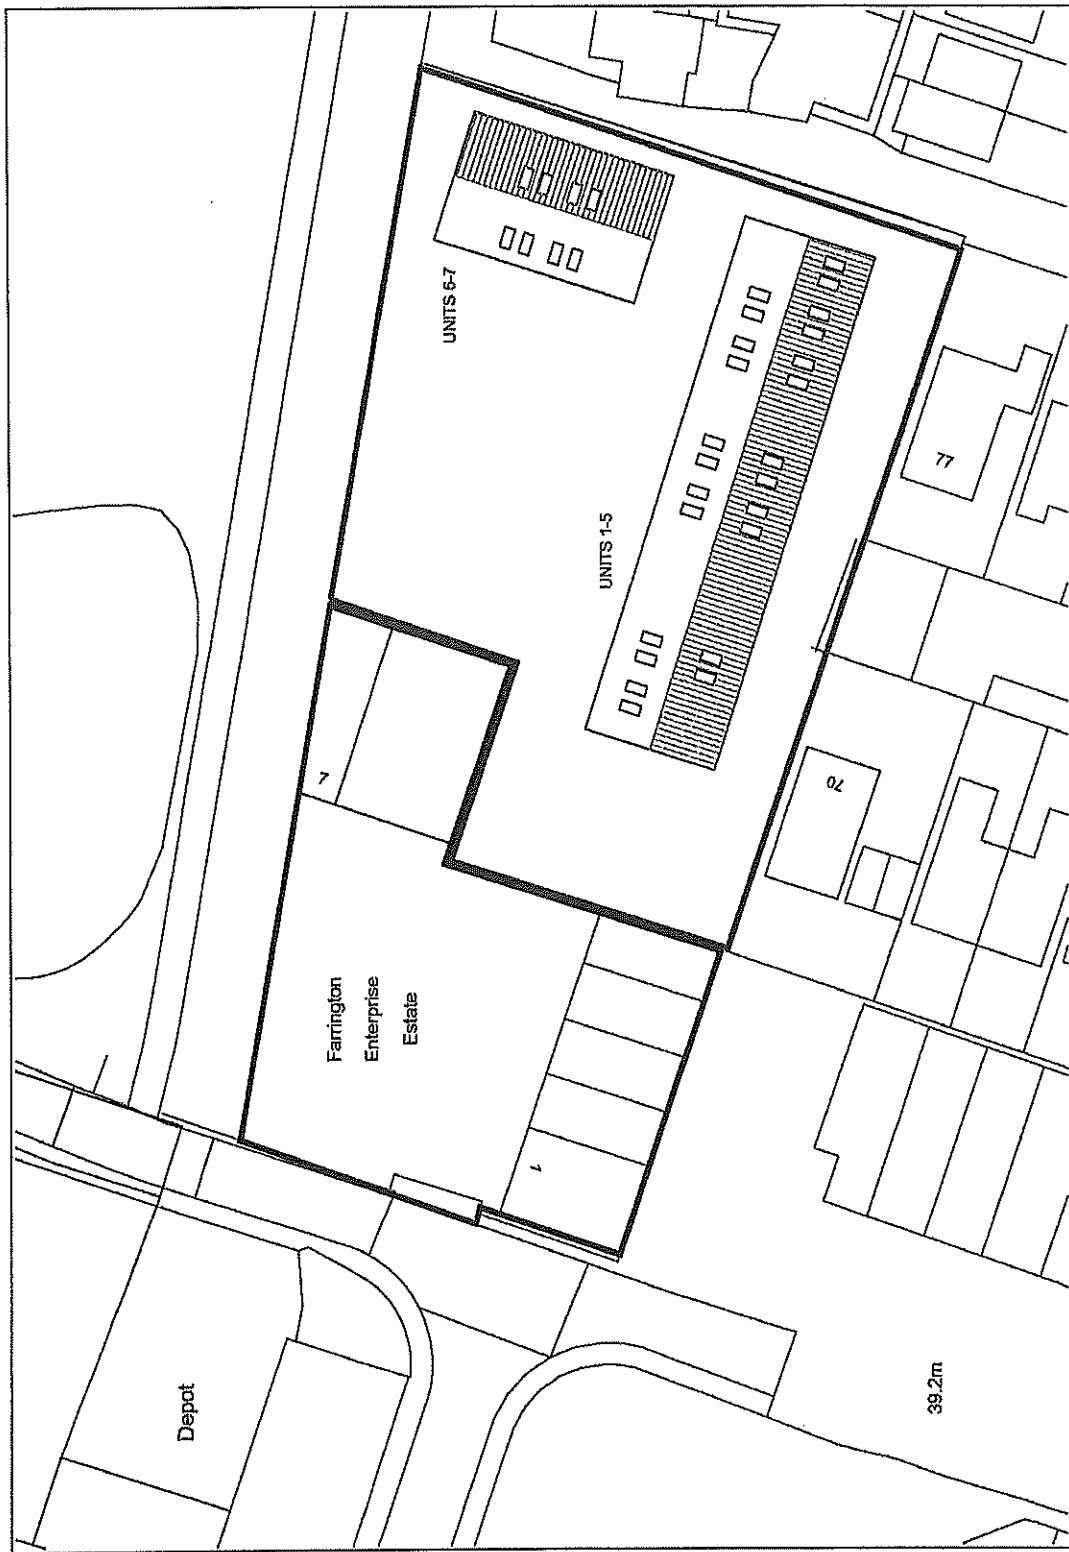 UNITS 6-7
UNITS 1-5
77
70
7
Farrington
Enterprise
Estate
1
Depot
39.2m